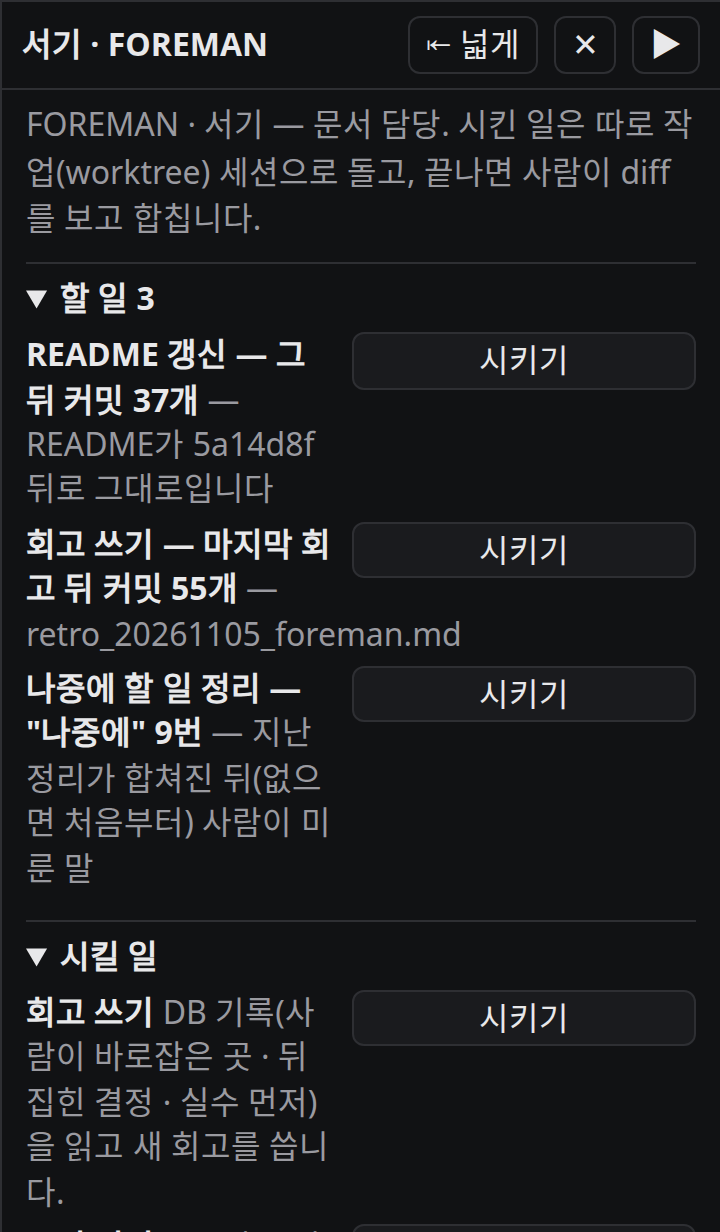 서기 · FOREMAN
⇤ 넓게 ✕ ▶
FOREMAN · 서기 — 문서 담당. 시킨 일은 따로 작
업(worktree) 세션으로 돌고, 끝나면 사람이 diff
를 보고 합칩니다.
▼ 할 일 3
README 갱신 — 그
뒤 커밋 37개 —
README가 5a14d8f
뒤로 그대로입니다
시키기
회고 쓰기 — 마지막 회
고 뒤 커밋 55개 —
retro_20261105_foreman.md
시키기
나중에 할 일 정리 —
"나중에" 9번 — 지난
정리가 합쳐진 뒤(없으
면 처음부터) 사람이 미
룬 말
시키기
▼ 시킬 일
회고 쓰기 DB 기록(사
람이 바로잡은 곳 · 뒤
집힌 결정 · 실수 먼저)
을 읽고 새 회고를 씁니
다.
시키기